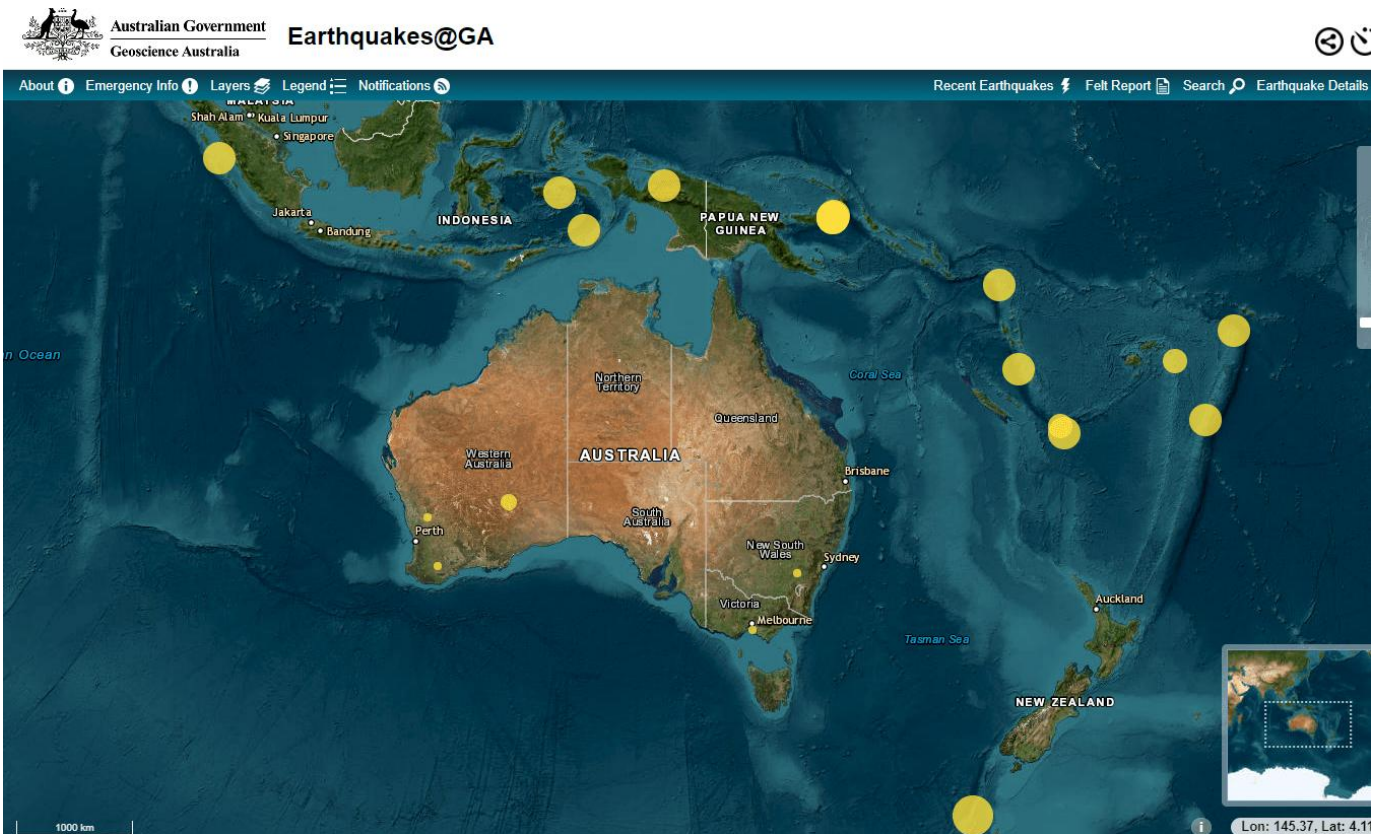 Australian Government
Geoscience Australia
Earthquakes@GA
About Emergency Info Layers Legend Notifications
Recent Earthquakes Felt Report Search Earthquake Details
MALAYSIA
Shah Alam Kuala Lumpur
Singapore
Jakarta
Bandung
INDONESIA
PAPUA NEW
GUINEA
n Ocean
Northern
Territory
Coral Sea
Queensland
Western
Australia
AUSTRALIA
Brisbane
South
Australia
Perth
New South
Wales
Sydney
Victoria
Melbourne
Auckland
Tasman Sea
NEW ZEALAND
1000 km
Lon: 145.37, Lat: 4.11